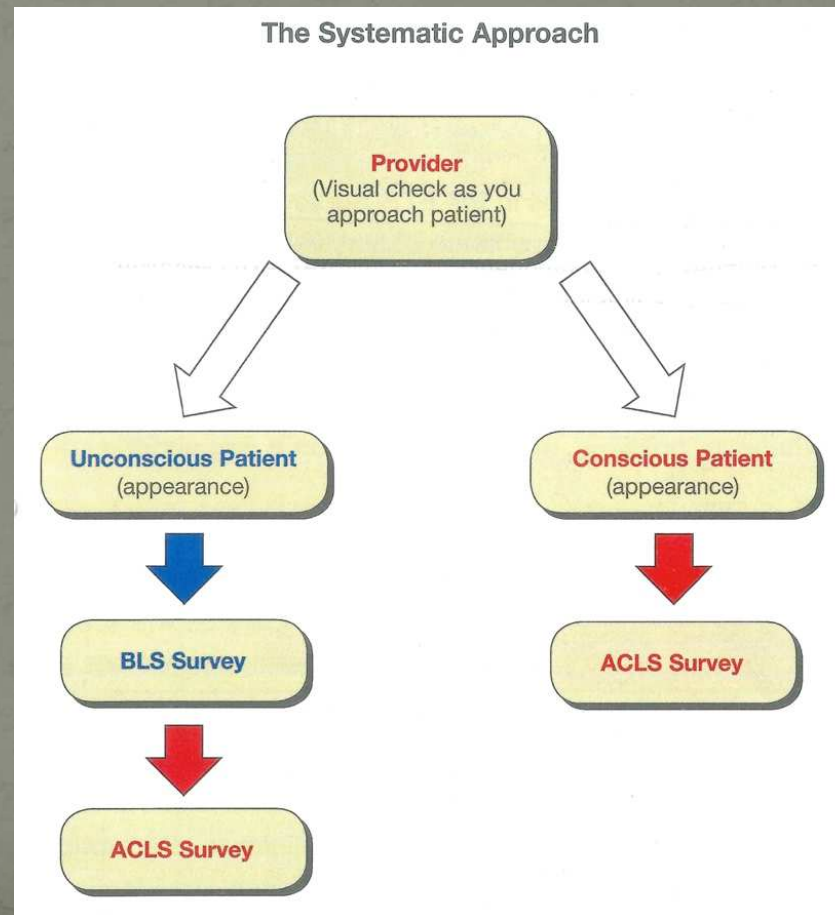 The Systematic Approach
Provider
(Visual check as you
approach patient)
Unconscious Patient
(appearance)
BLS Survey
ACLS Survey
Conscious Patient
(appearance)
ACLS Survey